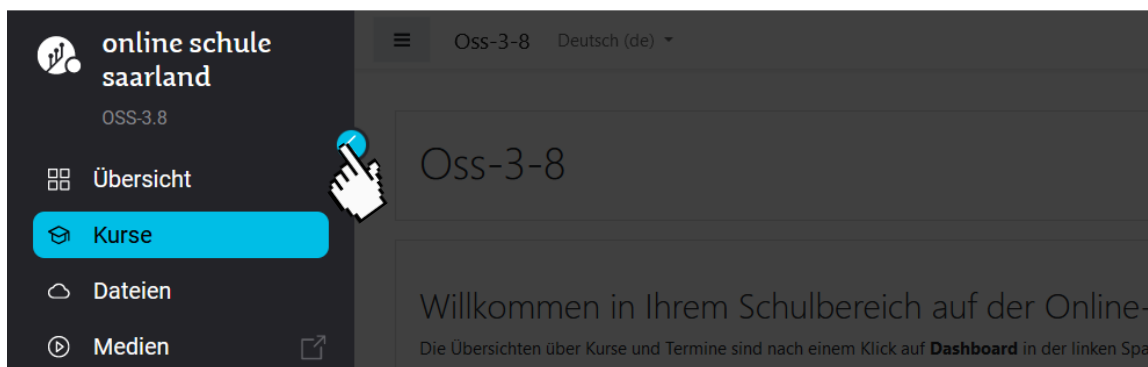 online schule
saarland
OSS-3.8
Übersicht
Kurse
Dateien
Medien
Oss-3-8 Deutsch (de)
Oss-3-8
Willkommen in Ihrem Schulbereich auf der Online-
Die Übersichten über Kurse und Termine sind nach einem Klick auf Dashboard in der linken Spa